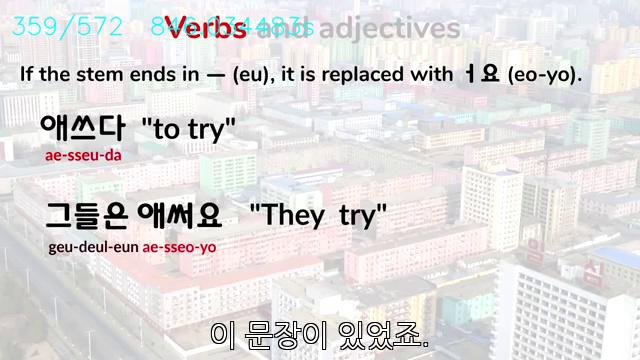 359/572 846.034483s
Verbs and adjectives
If the stem ends in ㅡ (eu), it is replaced with ㅓ요 (eo-yo).
애쓰다 "to try"
ae-sseu-da
그들은 애써요 "They try"
geu-deul-eun ae-sseo-yo
이 문장이 있었죠.